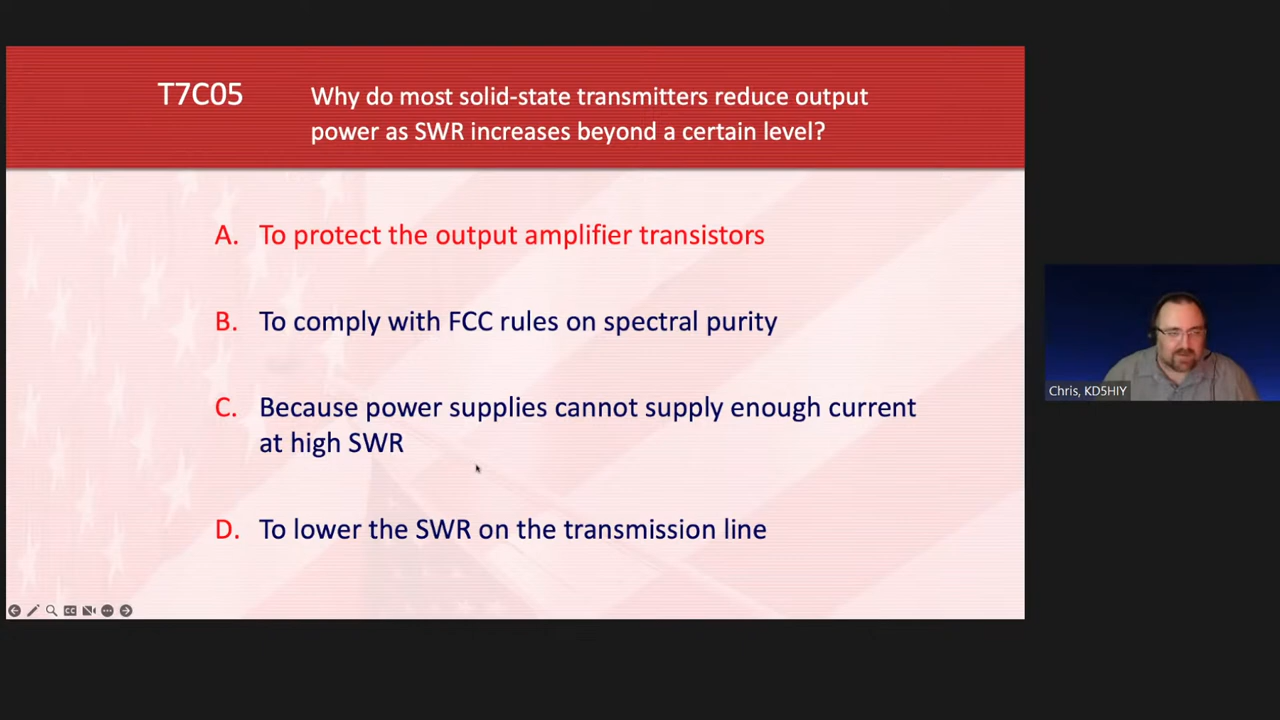 T7C05
Why do most solid-state transmitters reduce output
power as SWR increases beyond a certain level?
A. To protect the output amplifier transistors
B. To comply with FCC rules on spectral purity
C. Because power supplies cannot supply enough current
at high SWR
D. To lower the SWR on the transmission line
Chris, KD5HIY
CC